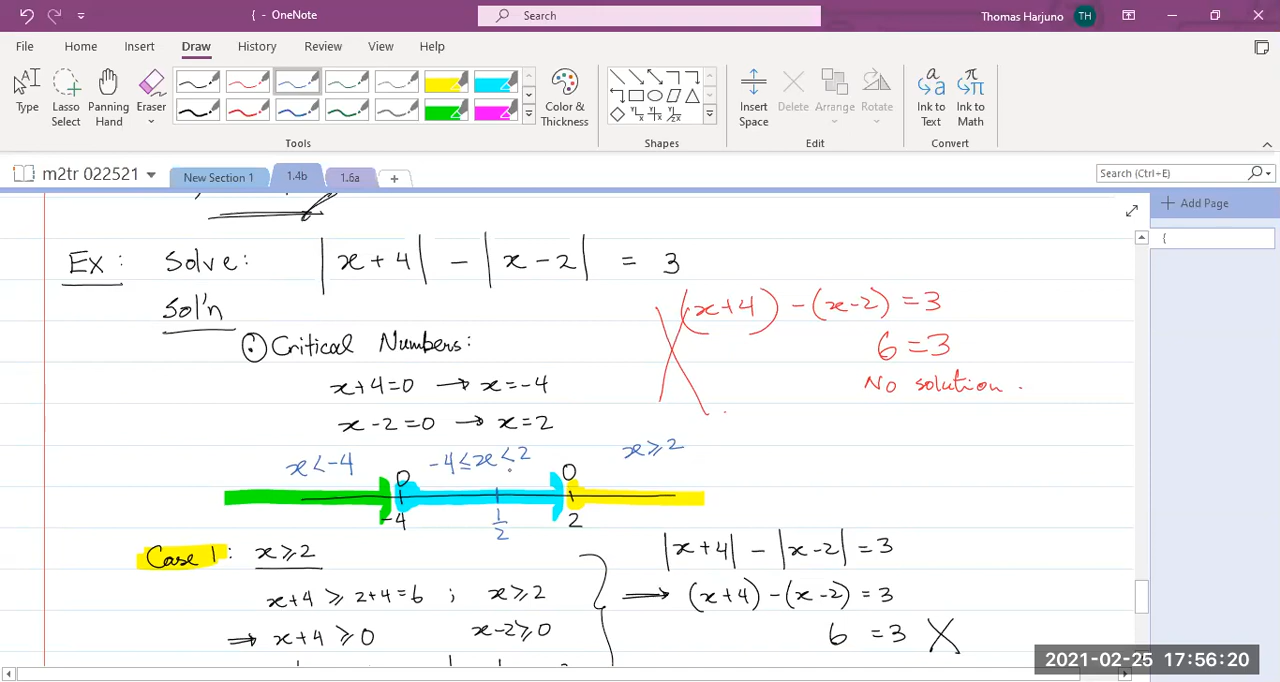 { - OneNote
Search
Thomas Harjuno TH
File Home Insert Draw History Review View Help
Type
Lasso Select
Panning Hand
Eraser
Color & Thickness
Insert Space
Delete
Arrange
Rotate
Ink to Text
Ink to Math
Tools
Shapes
Edit
Convert
m2tr 022521
New Section 1
1.4b
1.6a
Search (Ctrl+E)
Add Page
{
Ex: Solve: |x+4| - |x-2| = 3
Sol'n
(x+4) - (x-2) = 3
Critical Numbers:
6 = 3
x+4=0 → x=-4
No solution.
x-2=0 → x=2
x<-4
-4≤x<2
x≥2
0
0
-4
1/2
2
Case 1: x≥2
|x+4| - |x-2| = 3
x+4 ≥ 2+4=6 ; x≥2
⟹ (x+4) - (x-2) = 3
⟹ x+4 ≥0 x-2≥0
6 = 3 X
2021-02-25 17:56:20